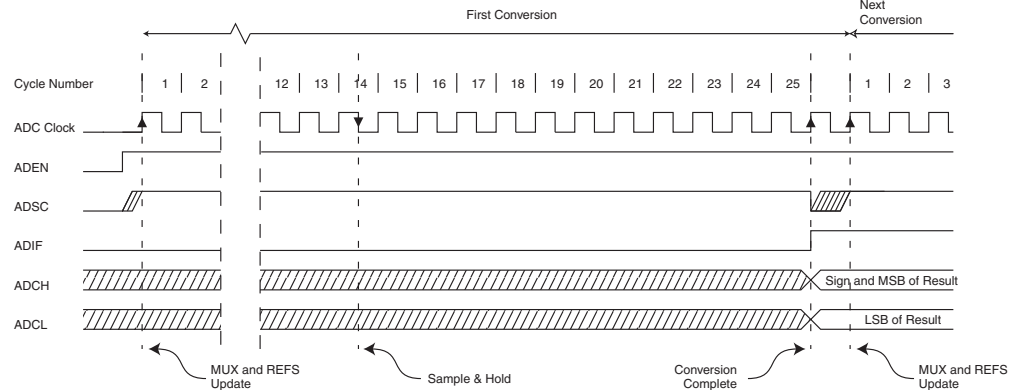 Next
First Conversion
Conversion
Cycle Number 1 2 12 13 14 15 16 17 18 19 20 21 22 23 24 25 1 2 3
ADC Clock
ADEN
ADSC
ADIF
ADCH Sign and MSB of Result
ADCL LSB of Result
MUX and REFS
Update
Sample & Hold
Conversion
Complete
MUX and REFS
Update